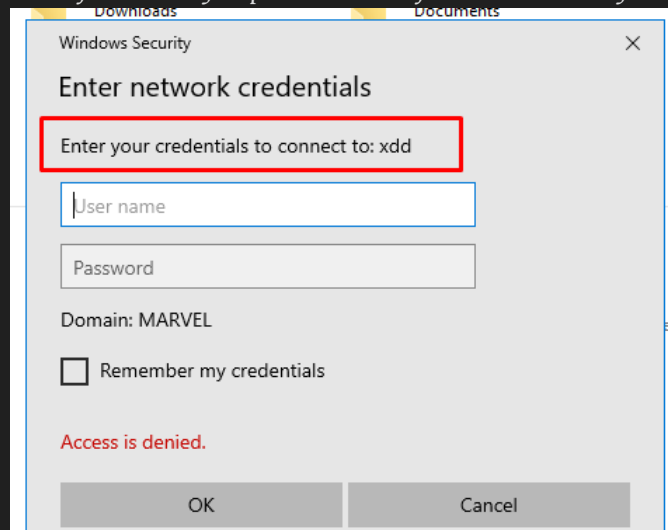 Downloads
Documents
Windows Security
Enter network credentials
Enter your credentials to connect to: xdd
User name
Password
Domain: MARVEL
Remember my credentials
Access is denied.
OK
Cancel